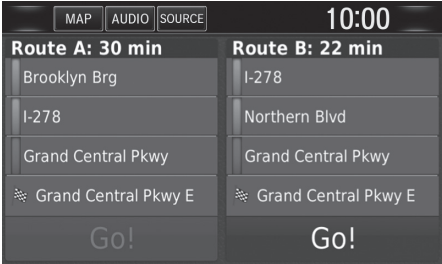 MAP AUDIO SOURCE 10:00
Route A: 30 min
Brooklyn Brg
I-278
Grand Central Pkwy
Grand Central Pkwy E
Go!
Route B: 22 min
I-278
Northern Blvd
Grand Central Pkwy
Grand Central Pkwy E
Go!